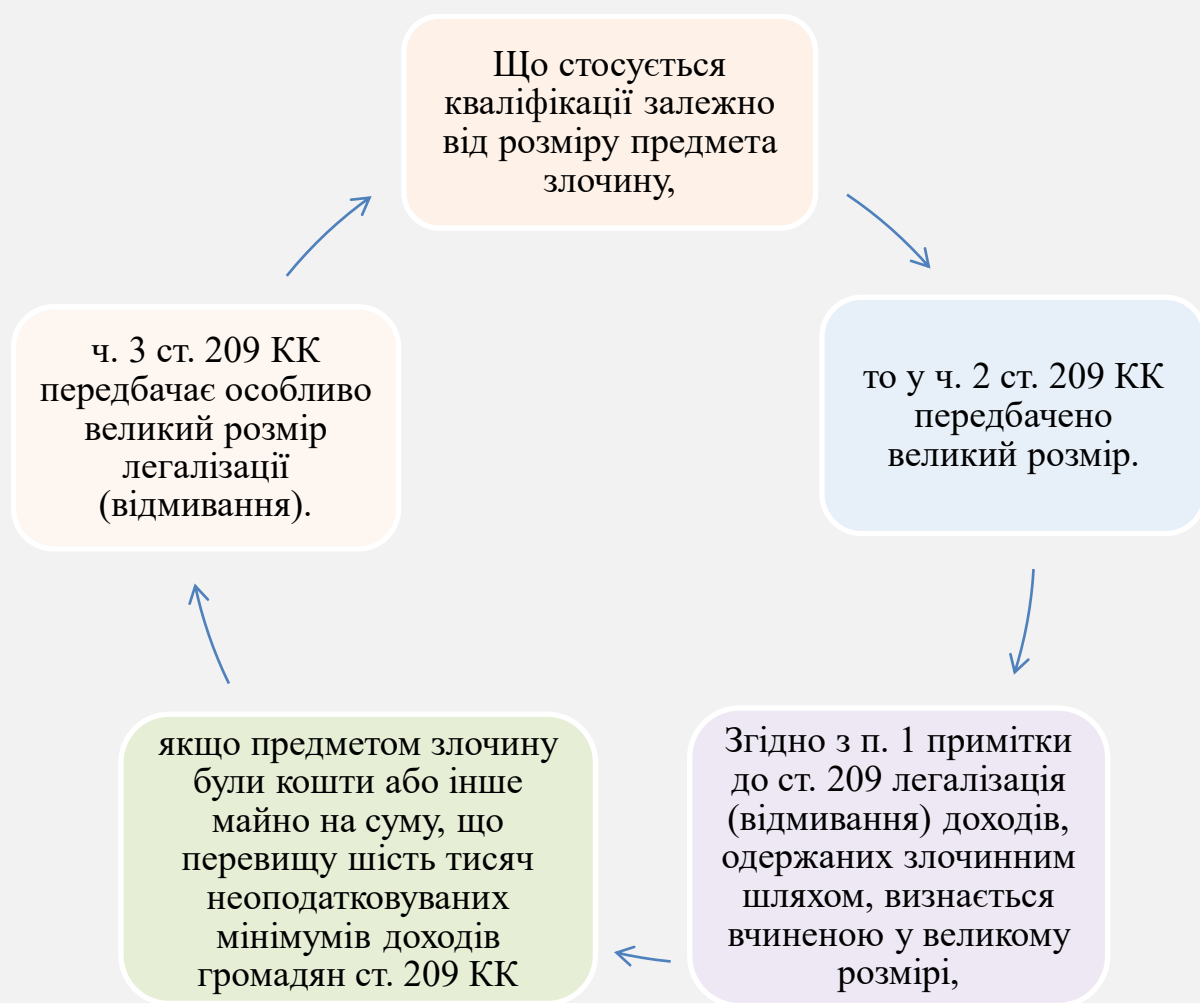 Що стосується
кваліфікації залежно
від розміру предмета
злочину,
то у ч. 2 ст. 209 КК
передбачено
великий розмір.
Згідно з п. 1 примітки
до ст. 209 легалізація
(відмивання) доходів,
одержаних злочинним
шляхом, визнається
вчиненою у великому
розмірі,
якщо предметом злочину
були кошти або інше
майно на суму, що
перевищу шість тисяч
неоподатковуваних
мінімумів доходів
громадян ст. 209 КК
ч. 3 ст. 209 КК
передбачає особливо
великий розмір
легалізації
(відмивання).